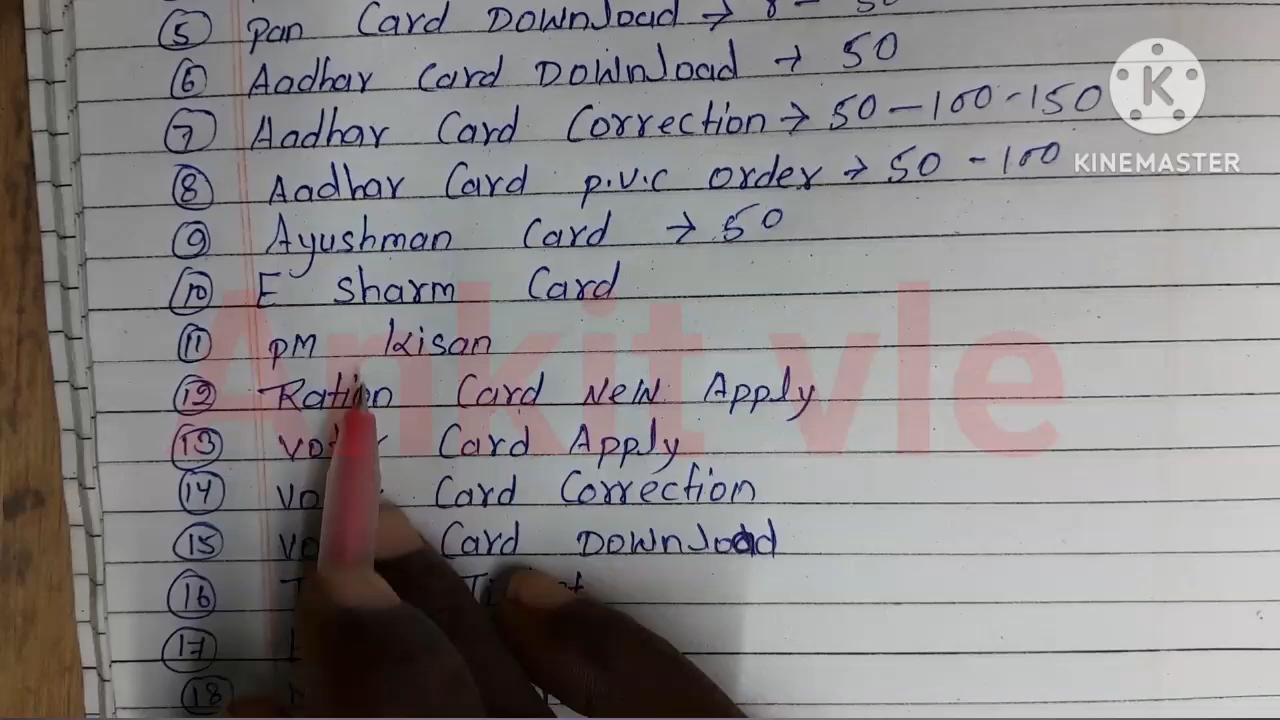 5 Pan Card Download →
6 Aadhar Card Download → 50
7 Aadhar Card Correction → 50 - 100 - 150
KINEMASTER
8 Aadhar Card P.V.C order → 50 - 100
9 Ayushman Card → 50
10 E Sharm Card
11 PM Kisan
Ankit vle
12 Ration Card New Apply
13 Card Apply
14 Card Correction
15 Card Download
16
17
18